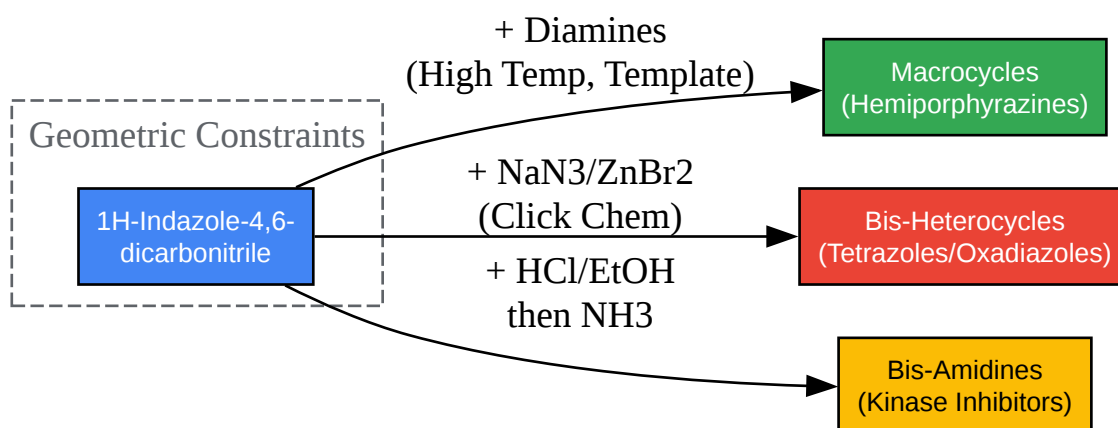 + Diamines
(High Temp, Template)
Macrocycles
(Hemiporphyrazines)
Geometric Constraints
1H-Indazole-4,6-
dicarbonitrile
+ NaN3/ZnBr2
(Click Chem)
Bis-Heterocycles
(Tetrazoles/Oxadiazoles)
+ HCl/EtOH
then NH3
Bis-Amidines
(Kinase Inhibitors)